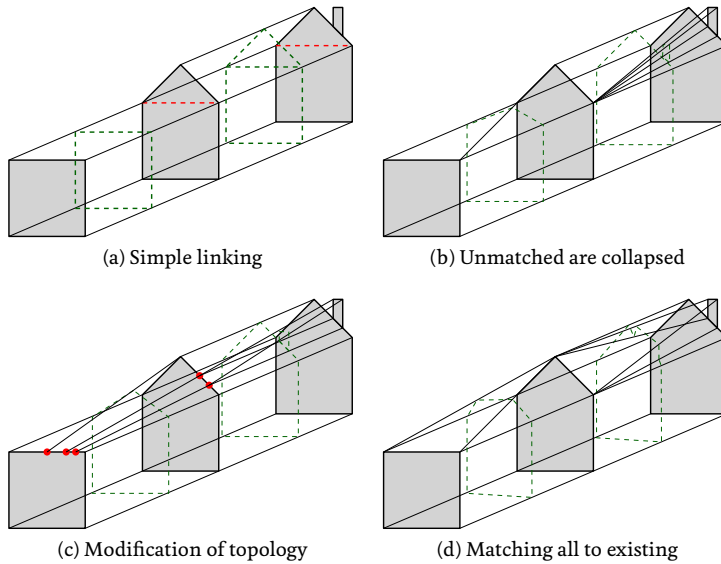 (a) Simple linking
(b) Unmatched are collapsed
(c) Modification of topology
(d) Matching all to existing